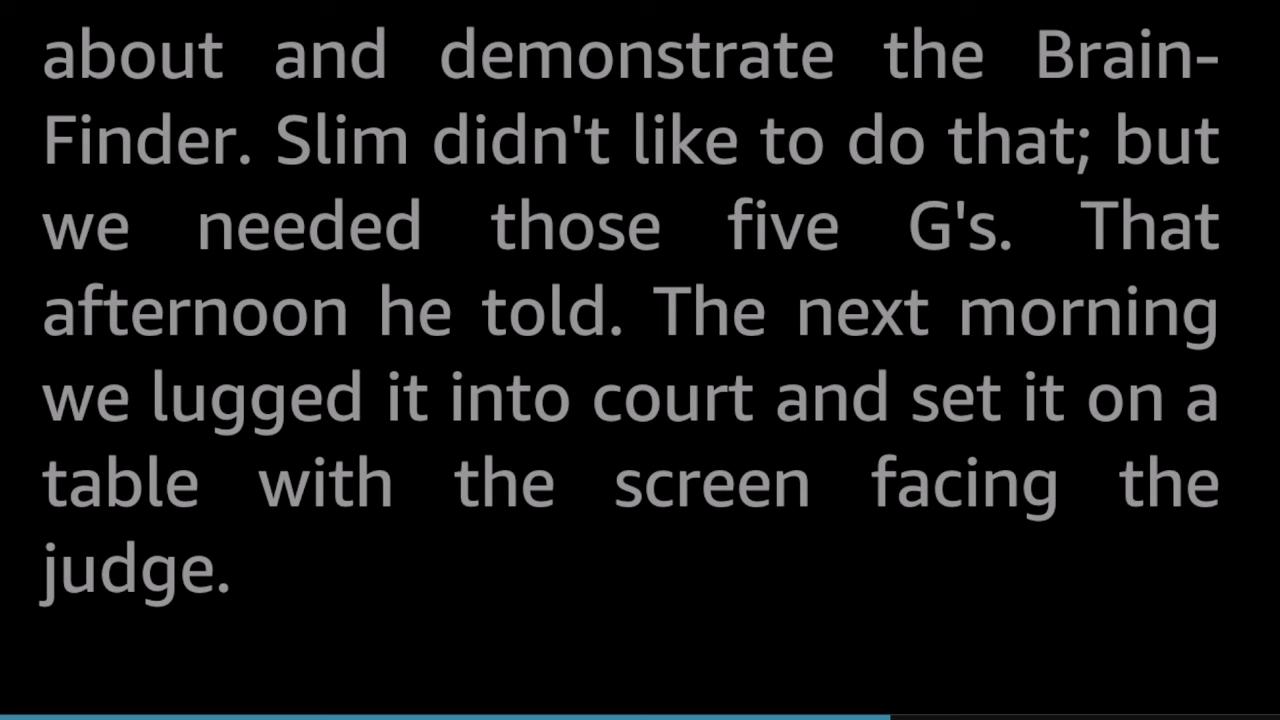 about and demonstrate the Brain-
Finder. Slim didn't like to do that; but
we needed those five G's. That
afternoon he told. The next morning
we lugged it into court and set it on a
table with the screen facing the
judge.